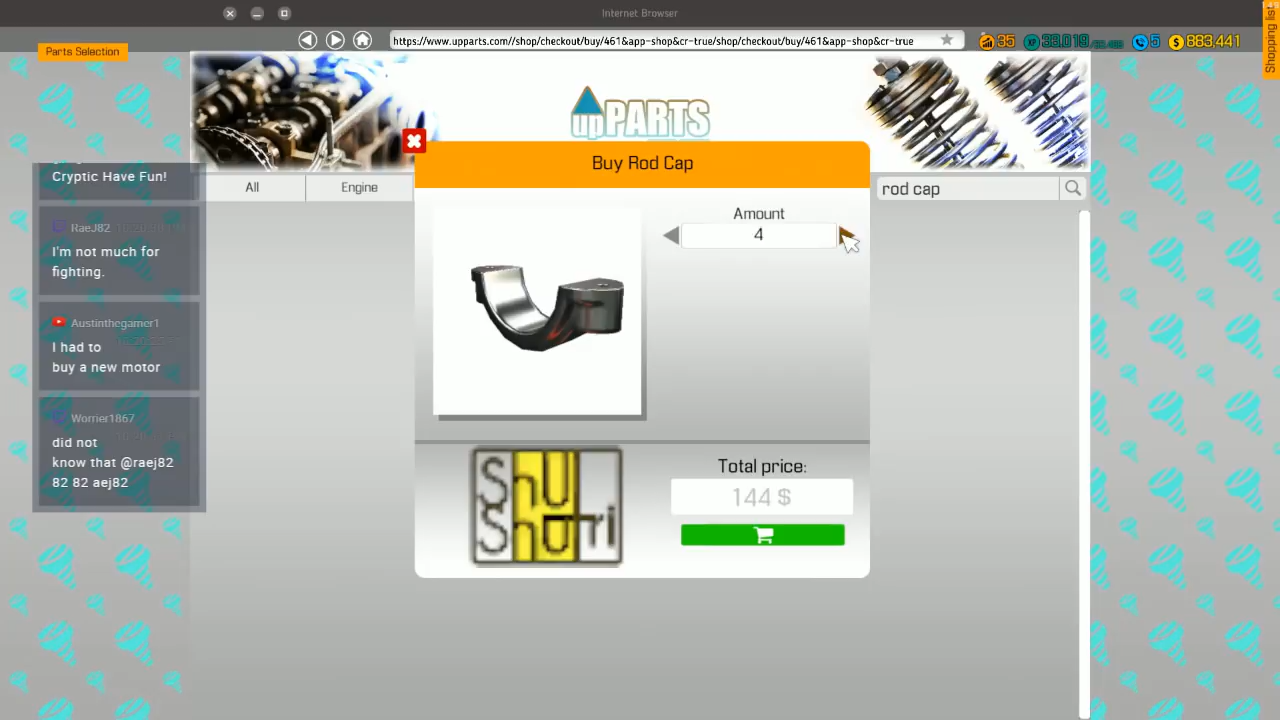 Internet Browser
Shopping list
Parts Selection
https://www.upparts.com//shop/checkout/buy/461&app-shop&cr-true/shop/checkout/buy/461&app-shop&cr-true
35
XP
5
$ 883,441
upPARTS
Buy Rod Cap
All
Engine
rod cap
Amount
4
Total price:
144 $
Cryptic Have Fun!
RaeJ82
I'm not much for
fighting.
Austinthegamer1
I had to
buy a new motor
Worrier1867
did not
know that @raej82
82 82 aej82